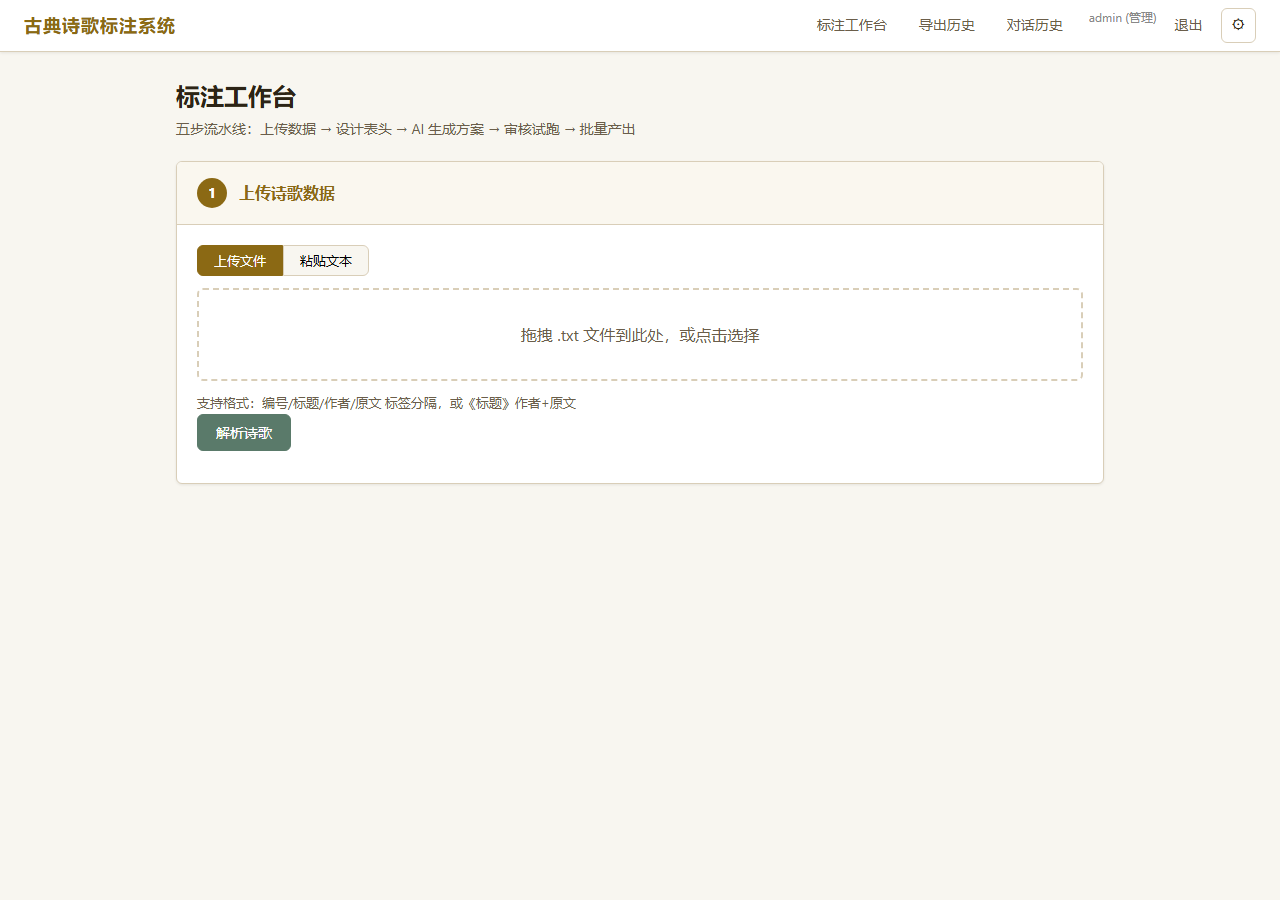 古典诗歌标注系统
标注工作台 导出历史 对话历史 admin (管理) 退出
标注工作台
五步流水线：上传数据 → 设计表头 → AI 生成方案 → 审核试跑 → 批量产出
1 上传诗歌数据
上传文件 粘贴文本
拖拽 .txt 文件到此处，或点击选择
支持格式：编号/标题/作者/原文 标签分隔，或《标题》作者+原文
解析诗歌